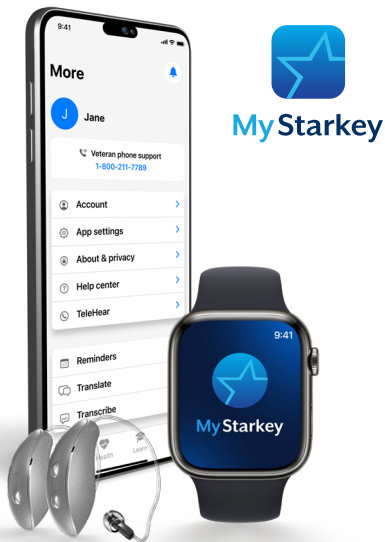 9:41
More
J
Jane
Veteran phone support
1-800-211-7789
Account
App settings
About & privacy
Help center
TeleHear
Reminders
Translate
Transcribe
Health
Learn
My Starkey
9:41
My Starkey